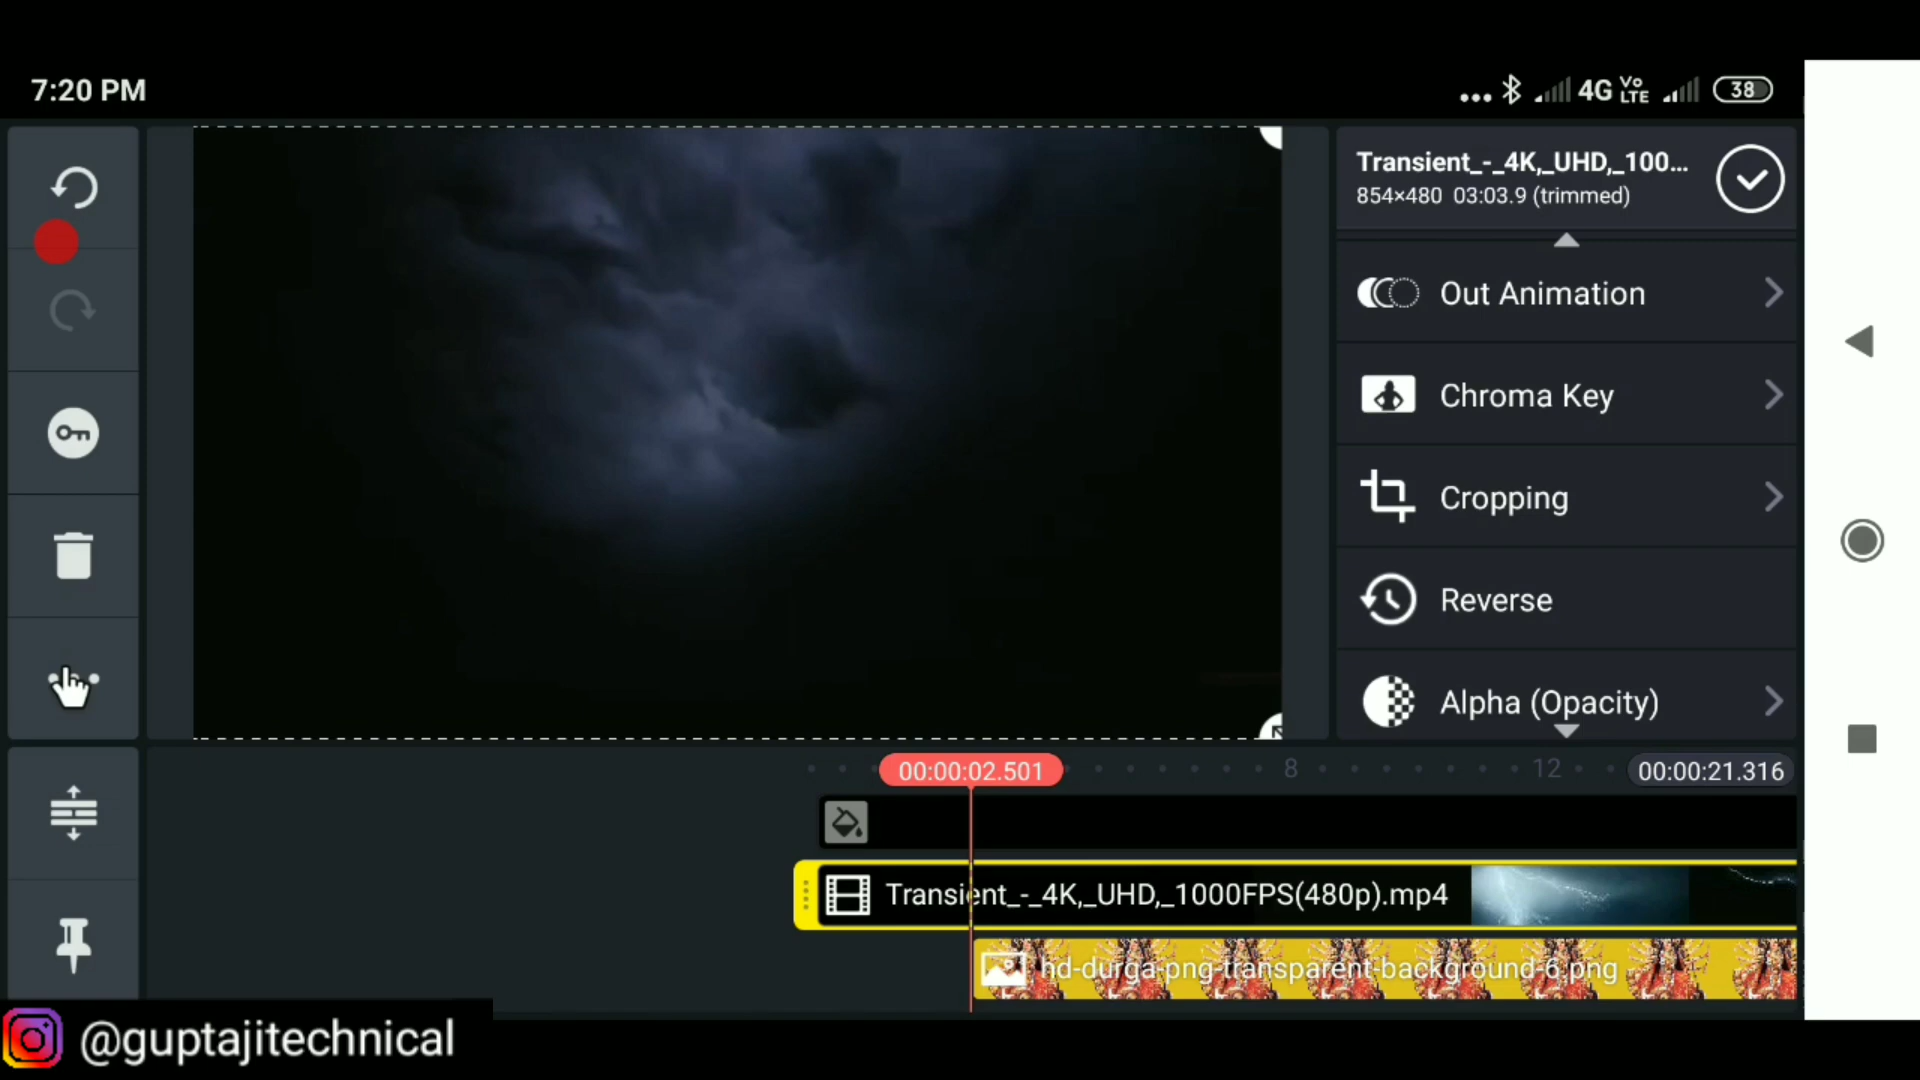 7:20 PM
4G Vo LTE 38
Transient_-_4K,_UHD,_100...
854×480 03:03.9 (trimmed)
Out Animation
Chroma Key
Cropping
Reverse
Alpha (Opacity)
00:00:02.501
8
12
00:00:21.316
Transient_-_4K,_UHD,_1000FPS(480p).mp4
hd-durga-png-transparent-background-6.png
@guptajitechnical